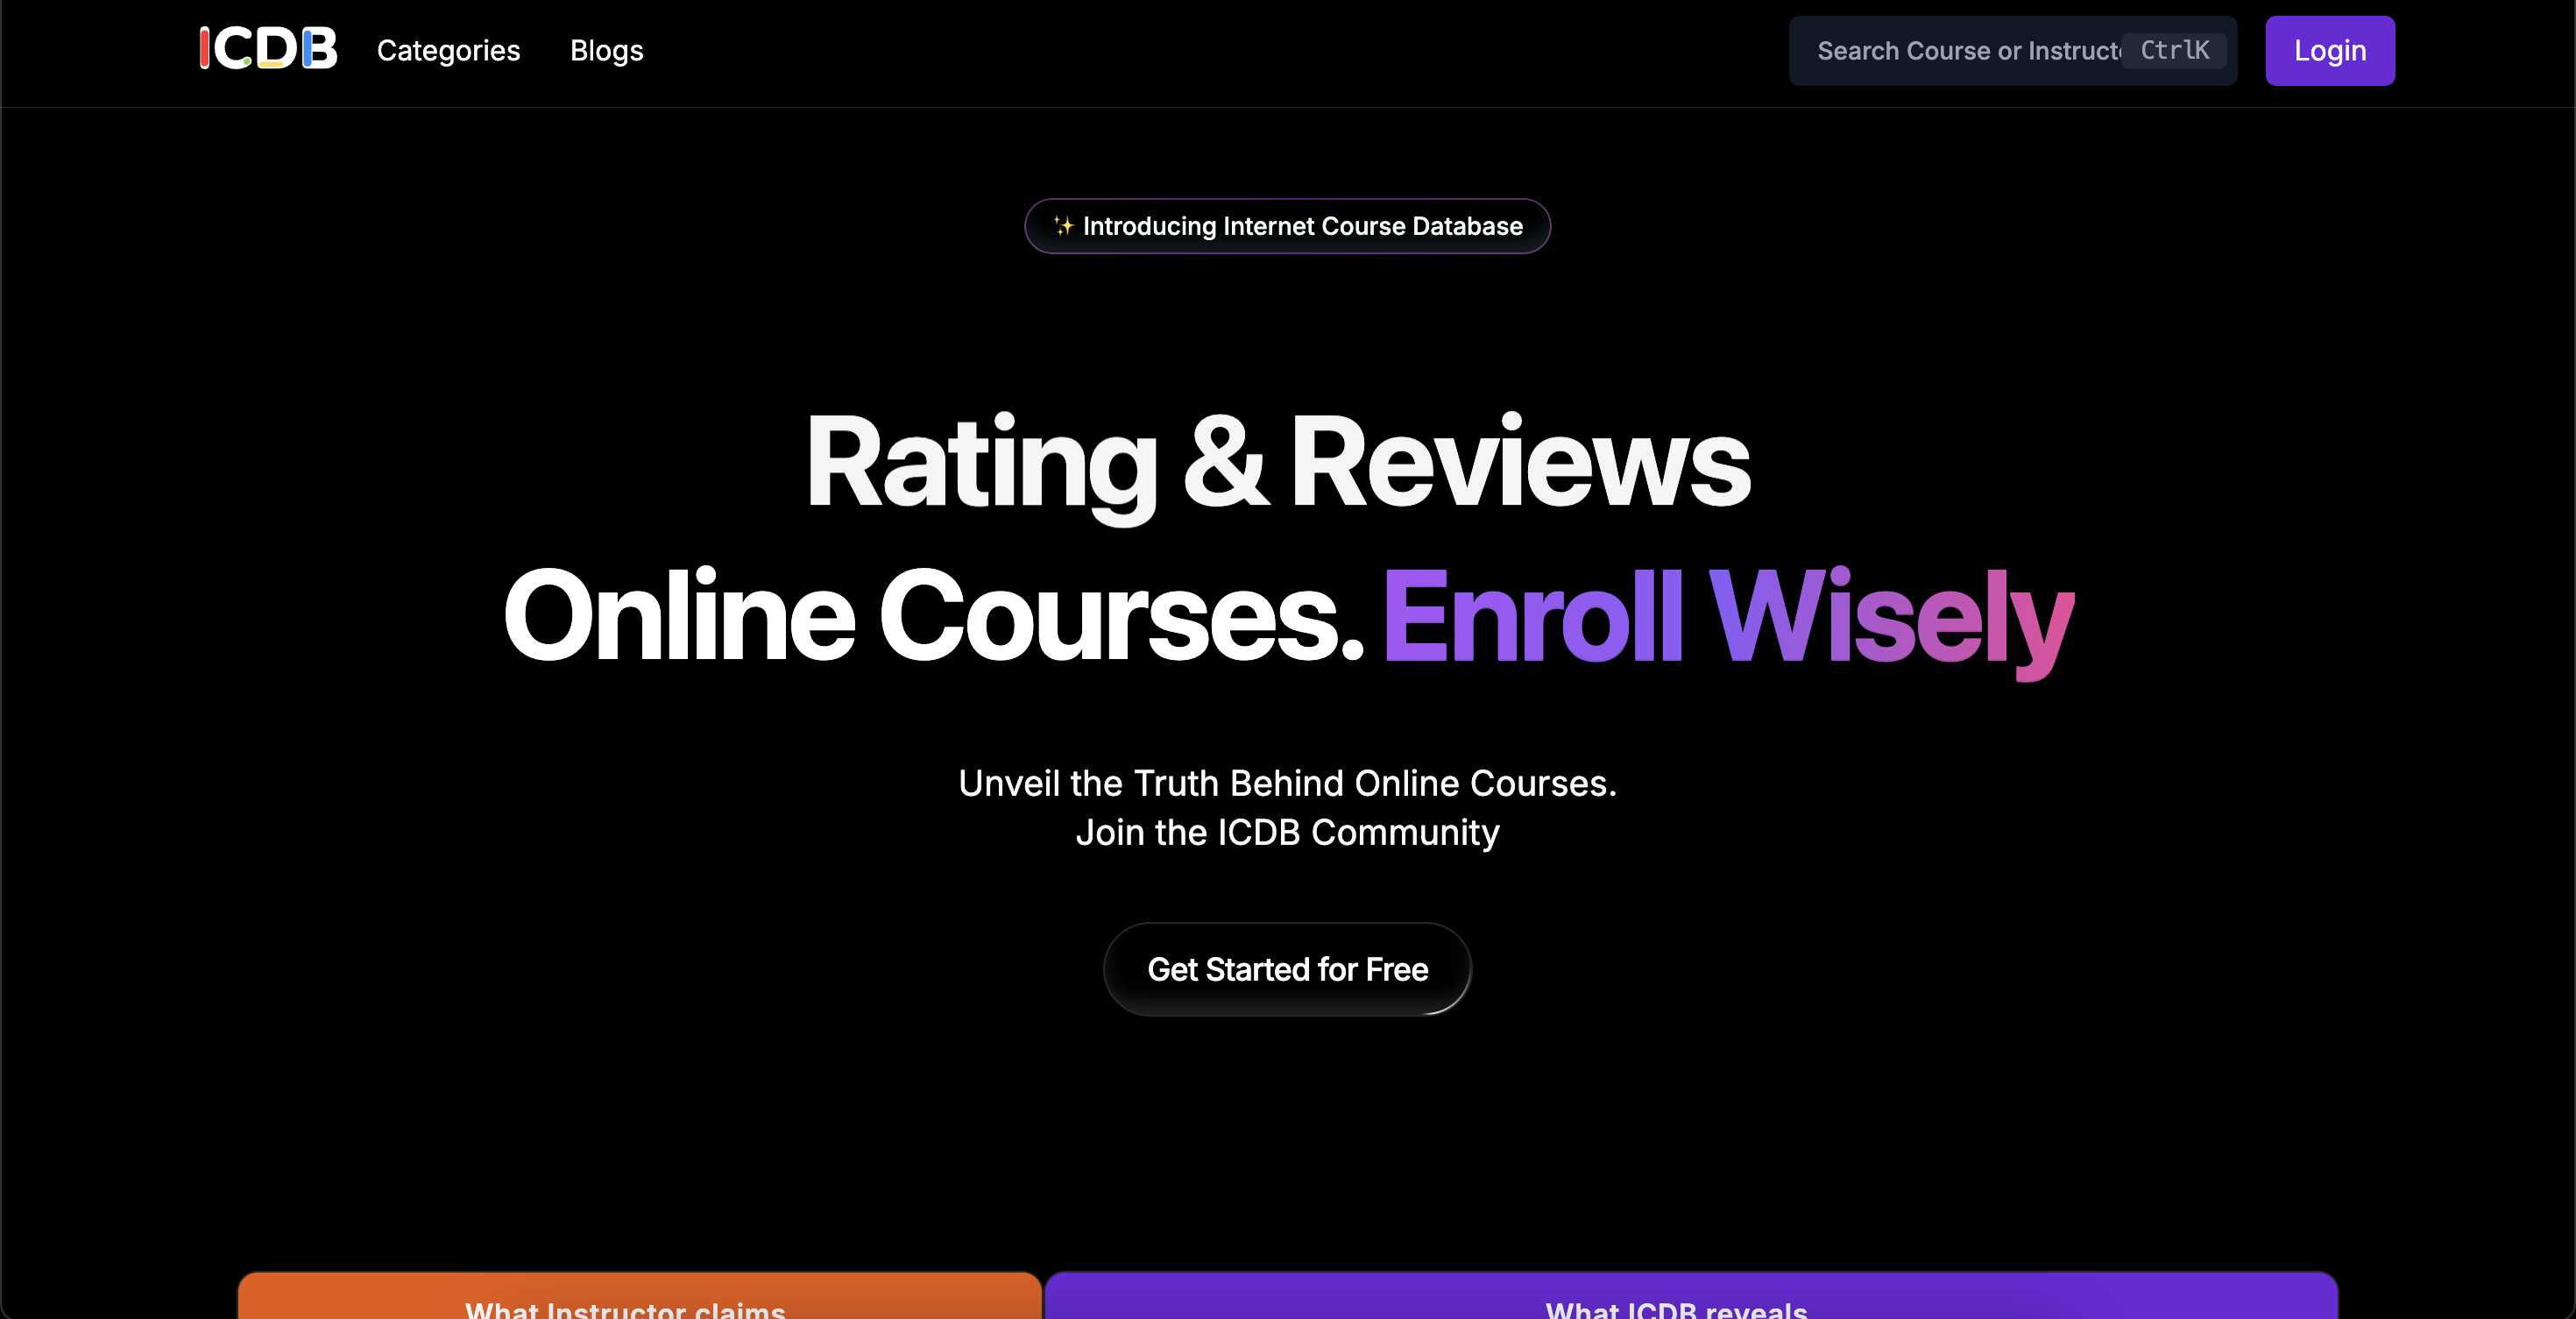 ICDB Categories Blogs Search Course or Instruct CtrlK Login
✨ Introducing Internet Course Database
Rating & Reviews
Online Courses. Enroll Wisely
Unveil the Truth Behind Online Courses.
Join the ICDB Community
Get Started for Free
What Instructor claims What ICDB reveals